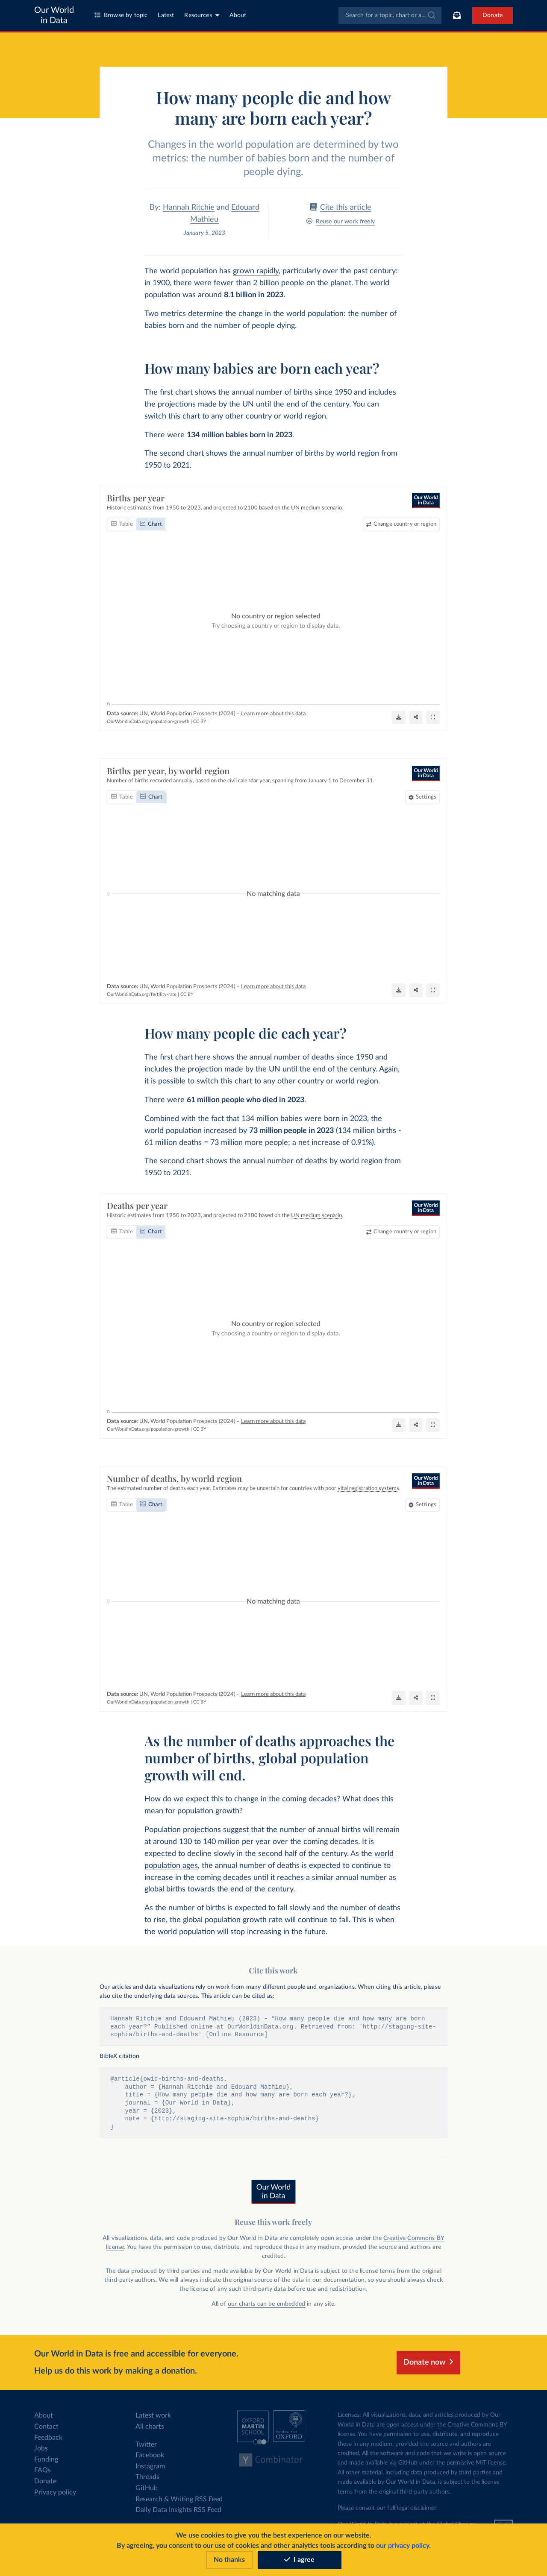 Our World
in Data
Browse by topic
Latest
Resources
About
Search for a topic, chart or a...
Donate
How many people die and how
many are born each year?
Changes in the world population are determined by two
metrics: the number of babies born and the number of
people dying.
By: Hannah Ritchie and Edouard
Mathieu
January 5, 2023
Cite this article
Reuse our work freely
The world population has grown rapidly, particularly over the past century:
in 1900, there were fewer than 2 billion people on the planet. The world
population was around 8.1 billion in 2023.
Two metrics determine the change in the world population: the number of
babies born and the number of people dying.
How many babies are born each year?
The first chart shows the annual number of births since 1950 and includes
the projections made by the UN until the end of the century. You can
switch this chart to any other country or world region.
There were 134 million babies born in 2023.
The second chart shows the annual number of births by world region from
1950 to 2021.
Births per year
Historic estimates from 1950 to 2023, and projected to 2100 based on the UN medium scenario.
Our World
in Data
Table
Chart
Change country or region
No country or region selected
Try choosing a country or region to display data.
Data source: UN, World Population Prospects (2024) – Learn more about this data
OurWorldinData.org/population-growth | CC BY
Births per year, by world region
Number of births recorded annually, based on the civil calendar year, spanning from January 1 to December 31.
Our World
in Data
Table
Chart
Settings
0
No matching data
Data source: UN, World Population Prospects (2024) – Learn more about this data
OurWorldinData.org/fertility-rate | CC BY
How many people die each year?
The first chart here shows the annual number of deaths since 1950 and
includes the projection made by the UN until the end of the century. Again,
it is possible to switch this chart to any other country or world region.
There were 61 million people who died in 2023.
Combined with the fact that 134 million babies were born in 2023, the
world population increased by 73 million people in 2023 (134 million births -
61 million deaths = 73 million more people; a net increase of 0.91%).
The second chart shows the annual number of deaths by world region from
1950 to 2021.
Deaths per year
Historic estimates from 1950 to 2023, and projected to 2100 based on the UN medium scenario.
Our World
in Data
Table
Chart
Change country or region
No country or region selected
Try choosing a country or region to display data.
Data source: UN, World Population Prospects (2024) – Learn more about this data
OurWorldinData.org/population-growth | CC BY
Number of deaths, by world region
The estimated number of deaths each year. Estimates may be uncertain for countries with poor vital registration systems.
Our World
in Data
Table
Chart
Settings
0
No matching data
Data source: UN, World Population Prospects (2024) – Learn more about this data
OurWorldinData.org/population-growth | CC BY
As the number of deaths approaches the
number of births, global population
growth will end.
How do we expect this to change in the coming decades? What does this
mean for population growth?
Population projections suggest that the number of annual births will remain
at around 130 to 140 million per year over the coming decades. It is
expected to decline slowly in the second half of the century. As the world
population ages, the annual number of deaths is expected to continue to
increase in the coming decades until it reaches a similar annual number as
global births towards the end of the century.
As the number of births is expected to fall slowly and the number of deaths
to rise, the global population growth rate will continue to fall. This is when
the world population will stop increasing in the future.
Cite this work
Our articles and data visualizations rely on work from many different people and organizations. When citing this article, please
also cite the underlying data sources. This article can be cited as:
Hannah Ritchie and Edouard Mathieu (2023) - “How many people die and how many are born
each year?” Published online at OurWorldinData.org. Retrieved from: 'http://staging-site-
sophia/births-and-deaths' [Online Resource]
BibTeX citation
@article{owid-births-and-deaths,
author = {Hannah Ritchie and Edouard Mathieu},
title = {How many people die and how many are born each year?},
journal = {Our World in Data},
year = {2023},
note = {http://staging-site-sophia/births-and-deaths}
}
Our World
in Data
Reuse this work freely
All visualizations, data, and code produced by Our World in Data are completely open access under the Creative Commons BY
license. You have the permission to use, distribute, and reproduce these in any medium, provided the source and authors are
credited.
The data produced by third parties and made available by Our World in Data is subject to the license terms from the original
third-party authors. We will always indicate the original source of the data in our documentation, so you should always check
the license of any such third-party data before use and redistribution.
All of our charts can be embedded in any site.
Our World in Data is free and accessible for everyone.
Help us do this work by making a donation.
Donate now
About
Contact
Feedback
Jobs
Funding
FAQs
Donate
Privacy policy
Latest work
All charts
Twitter
Facebook
Instagram
Threads
GitHub
Research & Writing RSS Feed
Daily Data Insights RSS Feed
OXFORD
MARTIN
SCHOOL
OXFORD
Y Combinator
Licenses: All visualizations, data, and articles produced by Our
World in Data are open access under the Creative Commons BY
license. You have permission to use, distribute, and reproduce
these in any medium, provided the source and authors are
credited. All the software and code that we write is open source
and made available via GitHub under the permissive MIT license.
All other material, including data produced by third parties and
made available by Our World in Data, is subject to the license
terms from the original third-party authors.
Please consult our full legal disclaimer.
We use cookies to give you the best experience on our website.
By agreeing, you consent to our use of cookies and other analytics tools according to our privacy policy.
No thanks
I agree